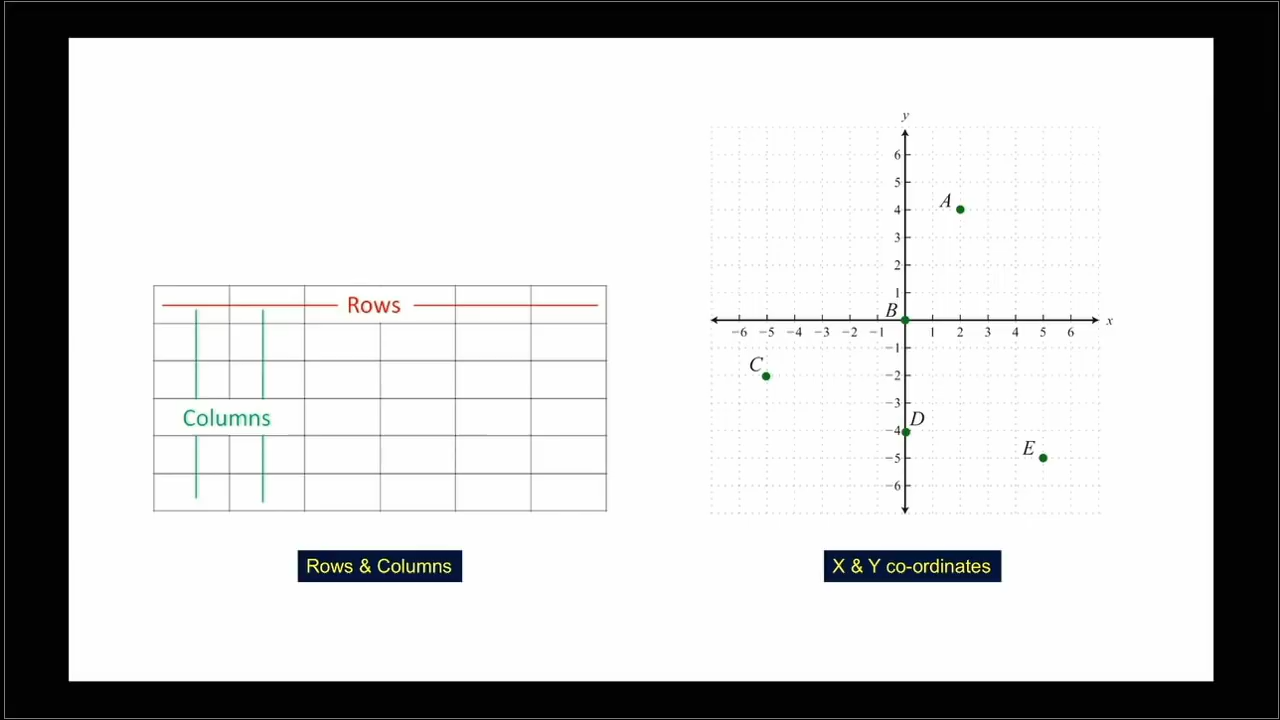 Rows
Columns
Rows & Columns
y
6
5
A
4
3
2
1
B
x
−6 −5 −4 −3 −2 −1 1 2 3 4 5 6
−1
C
−2
−3
D
−4
E
−5
−6
X & Y co-ordinates